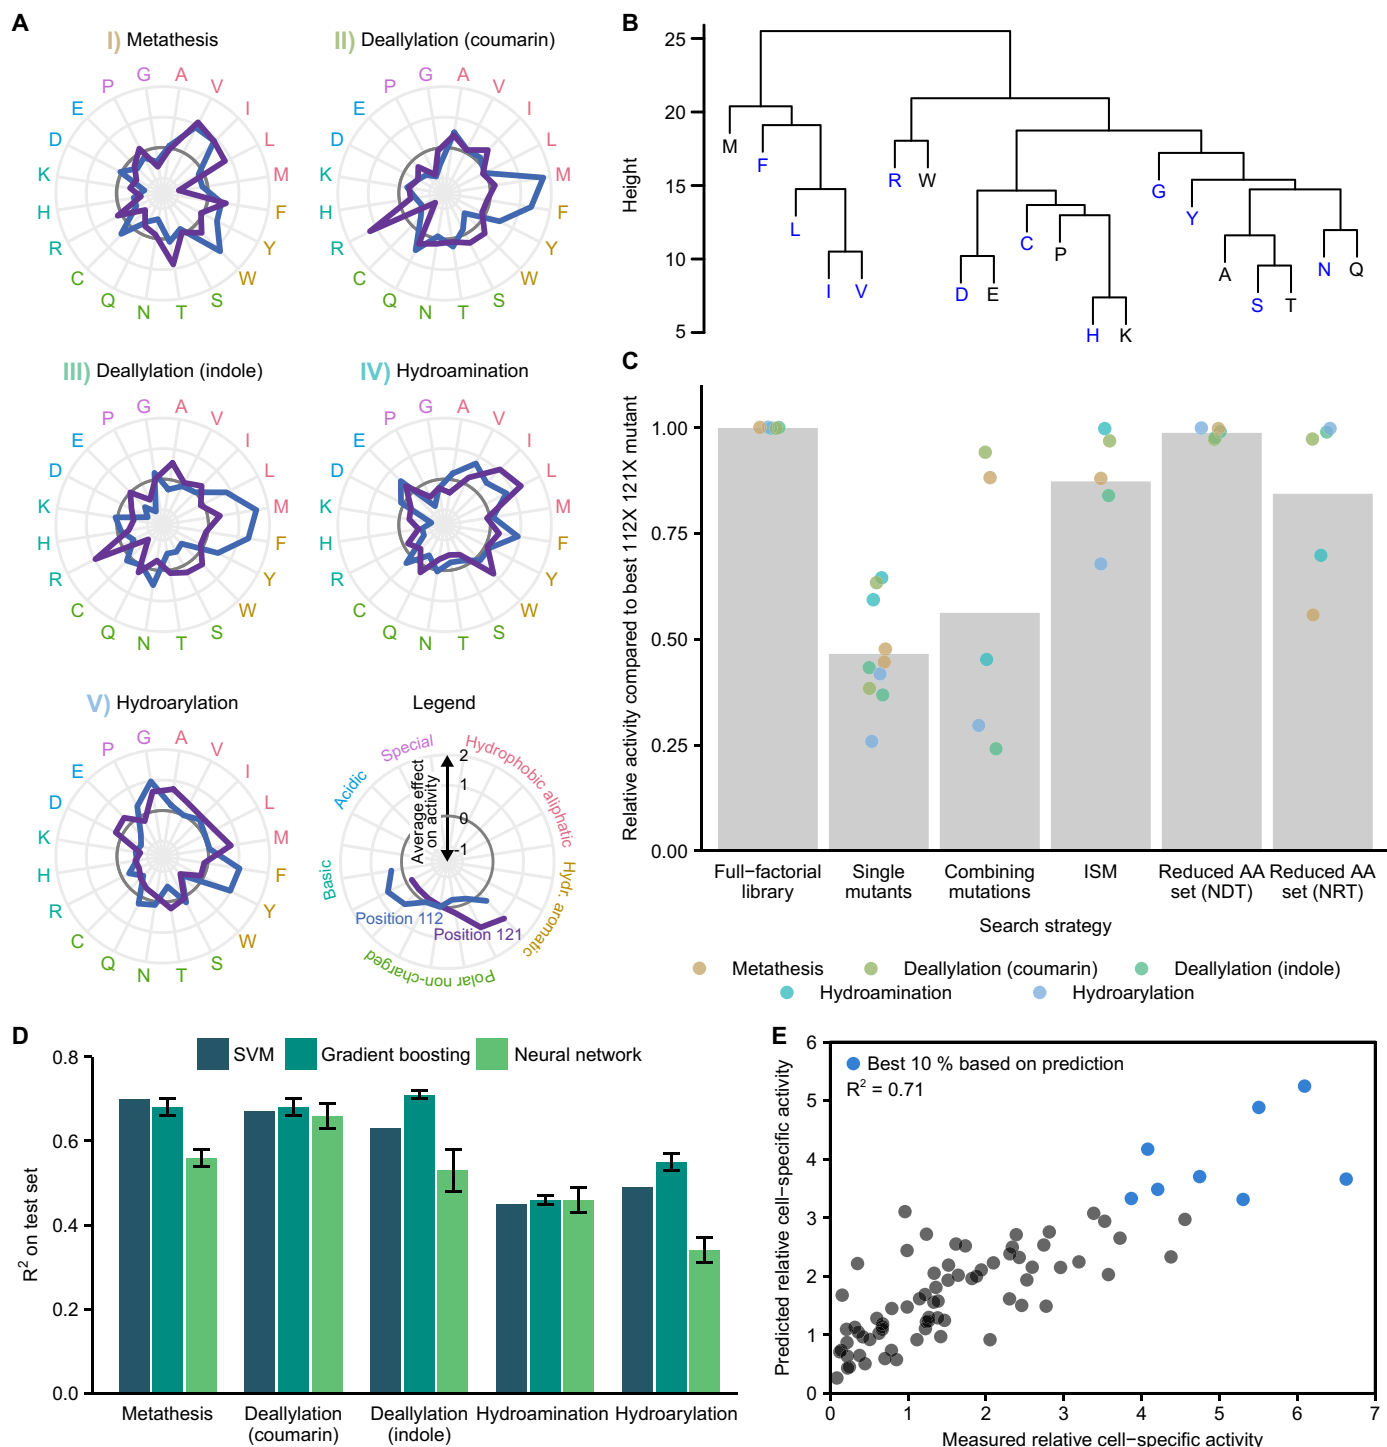 A
I) Metathesis
G A V I L M F Y W S T N Q C R H K D E P
II) Deallylation (coumarin)
G A V I L M F Y W S T N Q C R H K D E P
III) Deallylation (indole)
G A V I L M F Y W S T N Q C R H K D E P
IV) Hydroamination
G A V I L M F Y W S T N Q C R H K D E P
V) Hydroarylation
G A V I L M F Y W S T N Q C R H K D E P
Legend
Special
Hydrophobic aliphatic
Hydr. aromatic
Polar non-charged
Basic
Acidic
Average effect
on activity
2
1
0
-1
Position 112
Position 121
B
Height
25
20
15
10
5
M F L I V R W D E C P H K G Y A S T N Q
C
Relative activity compared to best 112X 121X mutant
1.00
0.75
0.50
0.25
0.00
Full−factorial
library
Single
mutants
Combining
mutations
ISM
Reduced AA
set (NDT)
Reduced AA
set (NRT)
Search strategy
Metathesis Deallylation (coumarin) Deallylation (indole)
Hydroamination Hydroarylation
D
SVM Gradient boosting Neural network
R² on test set
0.8
0.6
0.4
0.2
0.0
Metathesis
Deallylation
(coumarin)
Deallylation
(indole)
Hydroamination
Hydroarylation
E
Best 10 % based on prediction
R² = 0.71
Predicted relative cell−specific activity
6
5
4
3
2
1
0
0 1 2 3 4 5 6 7
Measured relative cell−specific activity